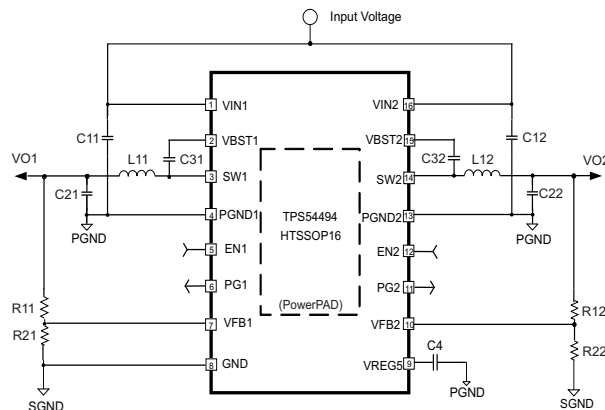 Input Voltage
1 VIN1
VIN2 16
C11
C12
2 VBST1
VBST2 15
VO1
L11
C31
C32
L12
VO2
3 SW1
SW2 14
C21
C22
4 PGND1
PGND2 13
PGND
PGND
TPS54494
HTSSOP16
5 EN1
EN2 12
6 PG1
PG2 11
(PowerPAD)
R11
R12
7 VFB1
VFB2 10
R21
R22
C4
8 GND
VREG5 9
PGND
SGND
SGND